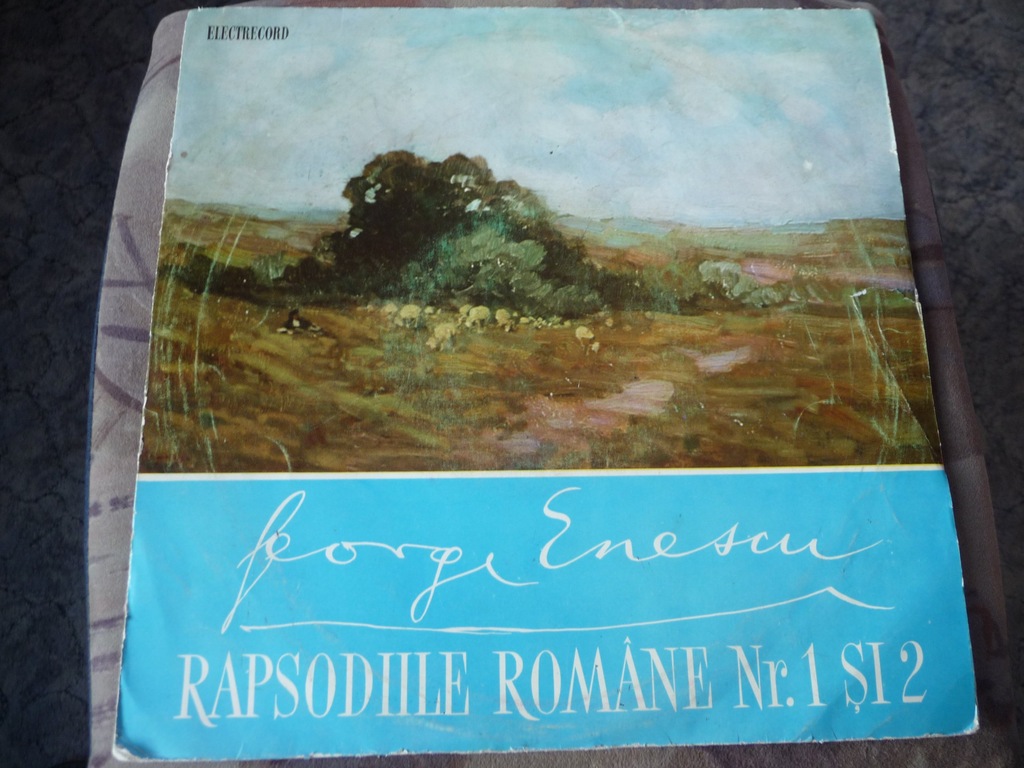 ELECTRECORD
George Enescu
RAPSODIILE ROMÂNE Nr. 1 ȘI 2